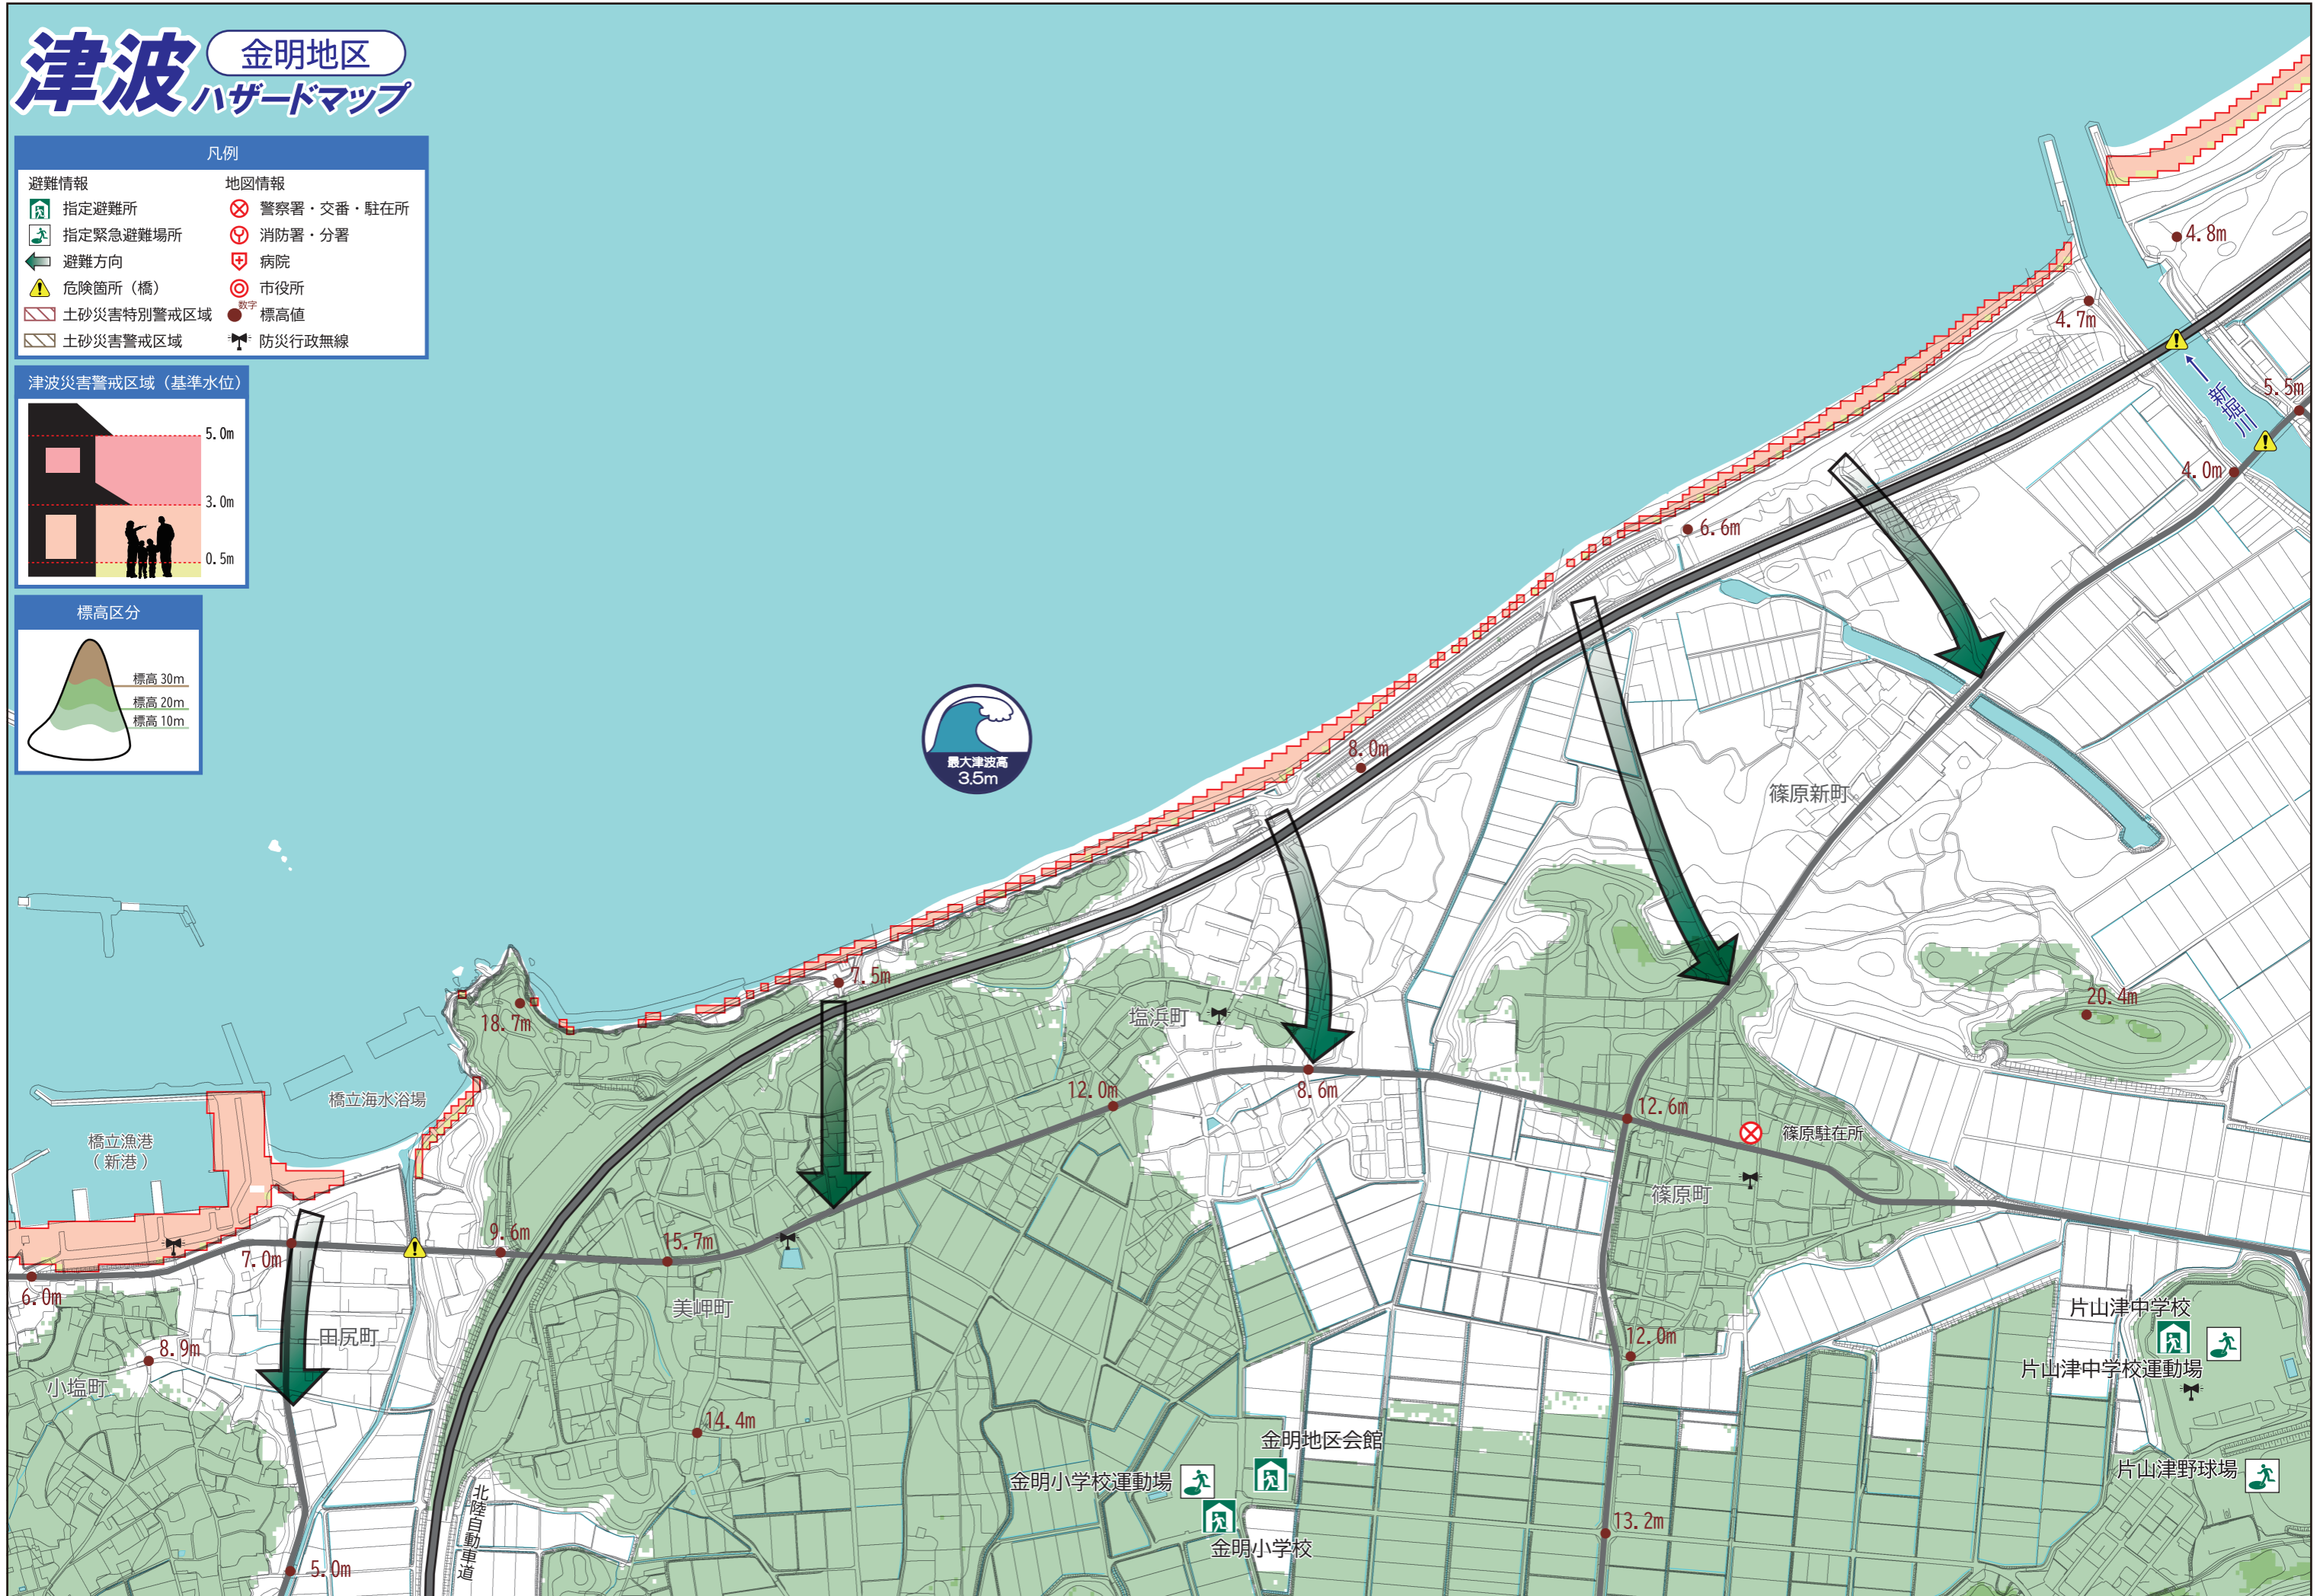 津波
金明地区
ハザードマップ
凡例
避難情報
指定避難所
指定緊急避難場所
避難方向
危険箇所（橋）
土砂災害特別警戒区域
土砂災害警戒区域
地図情報
警察署・交番・駐在所
消防署・分署
病院
市役所
数字
標高値
防災行政無線
津波災害警戒区域（基準水位）
5.0m
3.0m
0.5m
標高区分
標高 30m
標高 20m
標高 10m
4.8m
4.7m
新堀川
5.5m
4.0m
6.6m
最大津波高
3.5m
8.0m
篠原新町
7.5m
18.7m
塩浜町
20.4m
橋立海水浴場
12.0m
8.6m
12.6m
篠原駐在所
橋立漁港
（新港）
篠原町
9.6m
7.0m
15.7m
6.0m
美岬町
田尻町
8.9m
小塩町
12.0m
片山津中学校
片山津中学校運動場
14.4m
金明地区会館
金明小学校運動場
片山津野球場
北陸自動車道
金明小学校
13.2m
5.0m